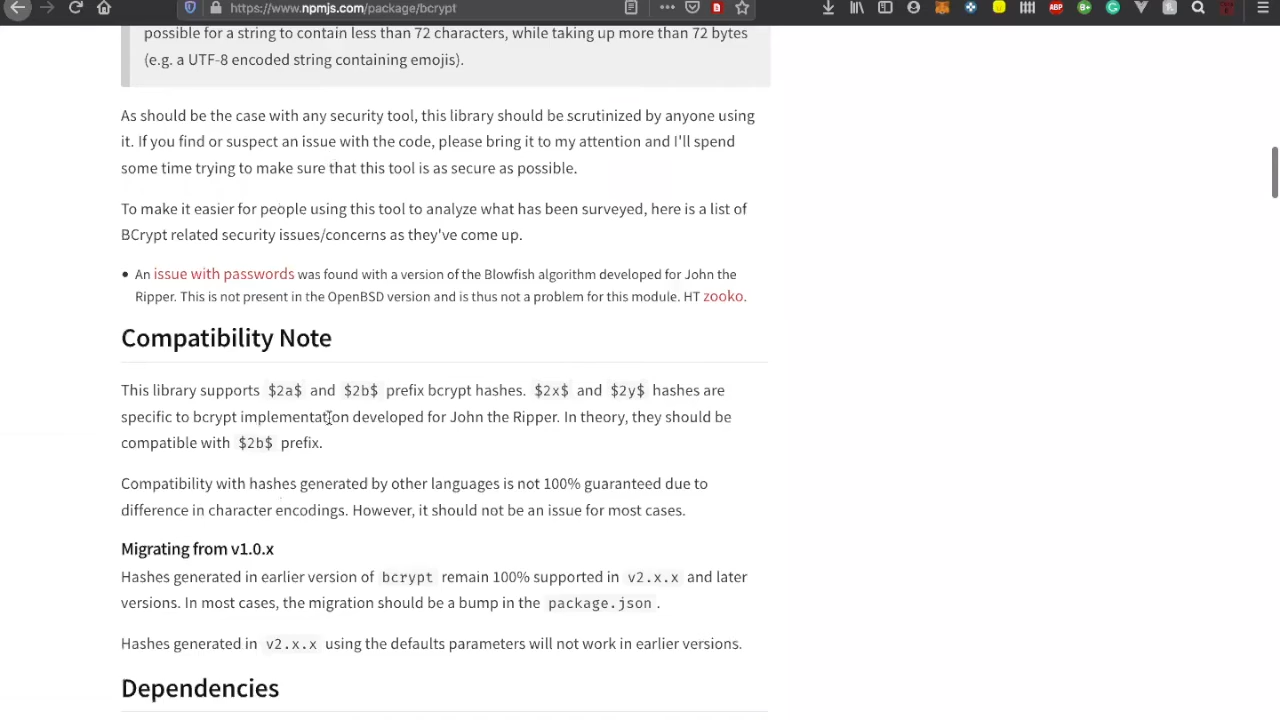 https://www.npmjs.com/package/bcrypt
possible for a string to contain less than 72 characters, while taking up more than 72 bytes
(e.g. a UTF-8 encoded string containing emojis).
As should be the case with any security tool, this library should be scrutinized by anyone using
it. If you find or suspect an issue with the code, please bring it to my attention and I'll spend
some time trying to make sure that this tool is as secure as possible.
To make it easier for people using this tool to analyze what has been surveyed, here is a list of
BCrypt related security issues/concerns as they've come up.
• An issue with passwords was found with a version of the Blowfish algorithm developed for John the
Ripper. This is not present in the OpenBSD version and is thus not a problem for this module. HT zooko.
Compatibility Note
This library supports $2a$ and $2b$ prefix bcrypt hashes. $2x$ and $2y$ hashes are
specific to bcrypt implementation developed for John the Ripper. In theory, they should be
compatible with $2b$ prefix.
Compatibility with hashes generated by other languages is not 100% guaranteed due to
difference in character encodings. However, it should not be an issue for most cases.
Migrating from v1.0.x
Hashes generated in earlier version of bcrypt remain 100% supported in v2.x.x and later
versions. In most cases, the migration should be a bump in the package.json.
Hashes generated in v2.x.x using the defaults parameters will not work in earlier versions.
Dependencies